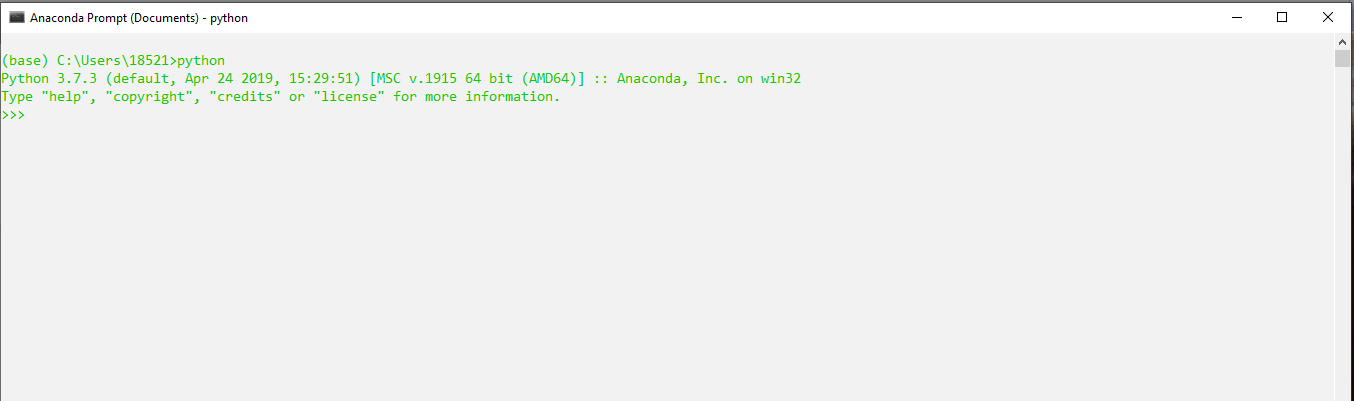 Anaconda Prompt (Documents) - python
(base) C:\Users\18521>python
Python 3.7.3 (default, Apr 24 2019, 15:29:51) [MSC v.1915 64 bit (AMD64)] :: Anaconda, Inc. on win32
Type "help", "copyright", "credits" or "license" for more information.
>>>